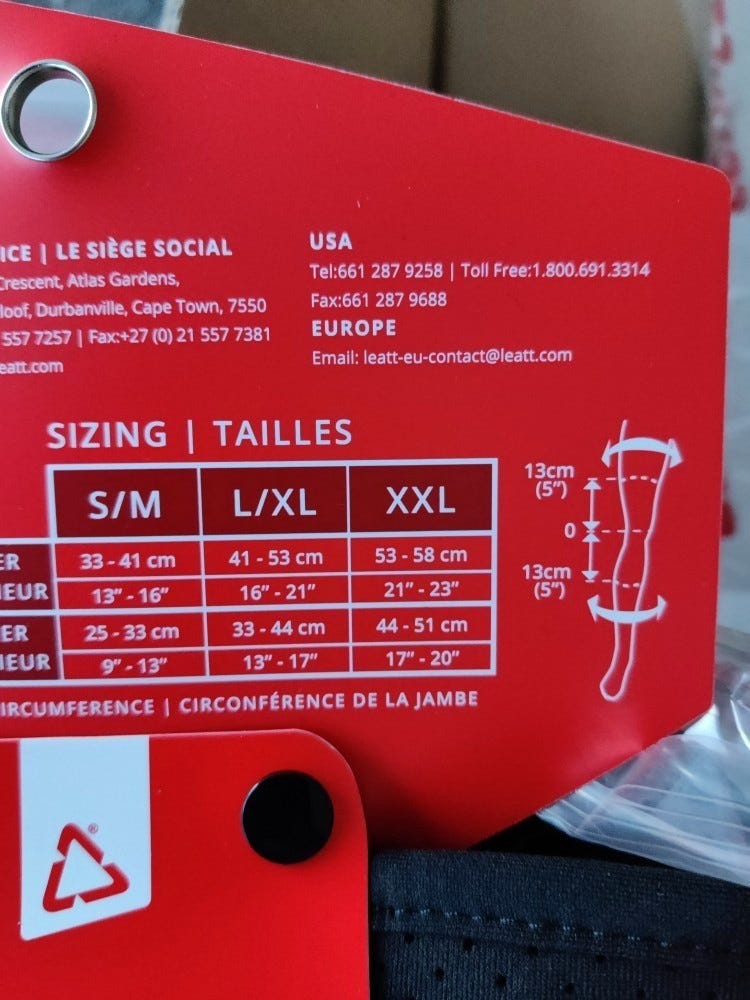 ICE | LE SIÈGE SOCIAL
Crescent, Atlas Gardens,
loof, Durbanville, Cape Town, 7550
557 7257 | Fax:+27 (0) 21 557 7381
eatt.com
USA
Tel:661 287 9258 | Toll Free:1.800.691.3314
Fax:661 287 9688
EUROPE
Email: leatt-eu-contact@leatt.com
SIZING | TAILLES
S/M L/XL XXL
ER 33 - 41 cm 41 - 53 cm 53 - 58 cm
IEUR 13” - 16” 16” - 21” 21” - 23”
ER 25 - 33 cm 33 - 44 cm 44 - 51 cm
IEUR 9” - 13” 13” - 17” 17” - 20”
IRCUMFERENCE | CIRCONFÉRENCE DE LA JAMBE
13cm
(5”)
0
13cm
(5”)
®